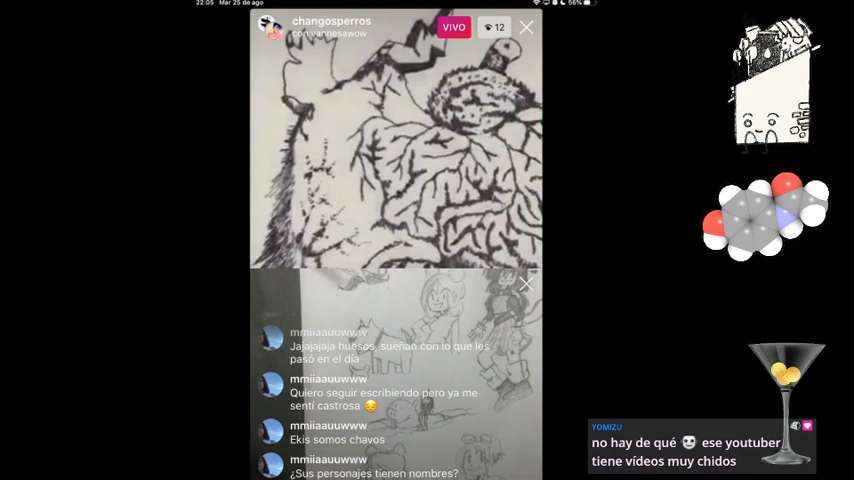 22:05 Mar 25 de ago
56%
changosperros
con vannesawow
VIVO
12
mmiiaauuwww
Jajajajaja huesos, sueñan con lo que les
pasó en el día
mmiiaauuwww
Quiero seguir escribiendo pero ya me
sentí castrosa 😔
mmiiaauuwww
Ekis somos chavos
mmiiaauuwww
¿Sus personajes tienen nombres?
YOMIZU
no hay de qué 💀 ese youtuber
tiene vídeos muy chidos